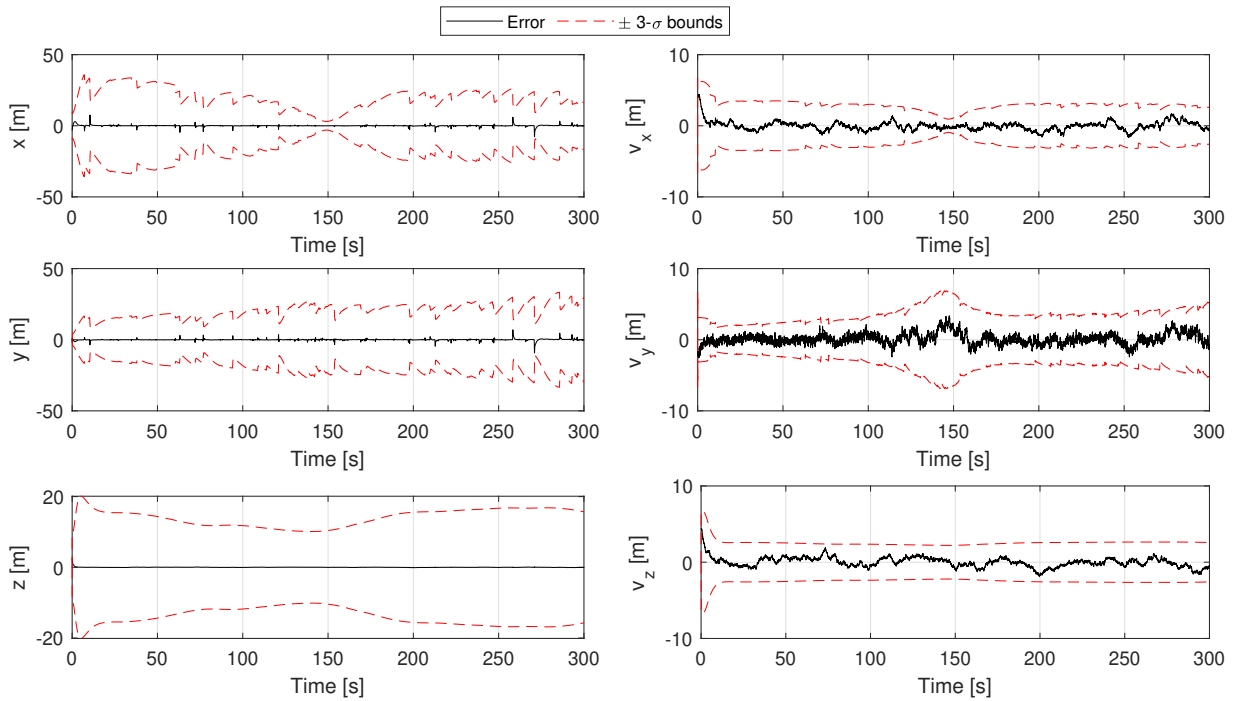 Error ± 3-σ bounds
50
0
-50
x [m]
0 50 100 150 200 250 300
Time [s]
10
0
-10
v_x [m]
0 50 100 150 200 250 300
Time [s]
50
0
-50
y [m]
0 50 100 150 200 250 300
Time [s]
10
0
-10
v_y [m]
0 50 100 150 200 250 300
Time [s]
20
0
-20
z [m]
0 50 100 150 200 250 300
Time [s]
10
0
-10
v_z [m]
0 50 100 150 200 250 300
Time [s]